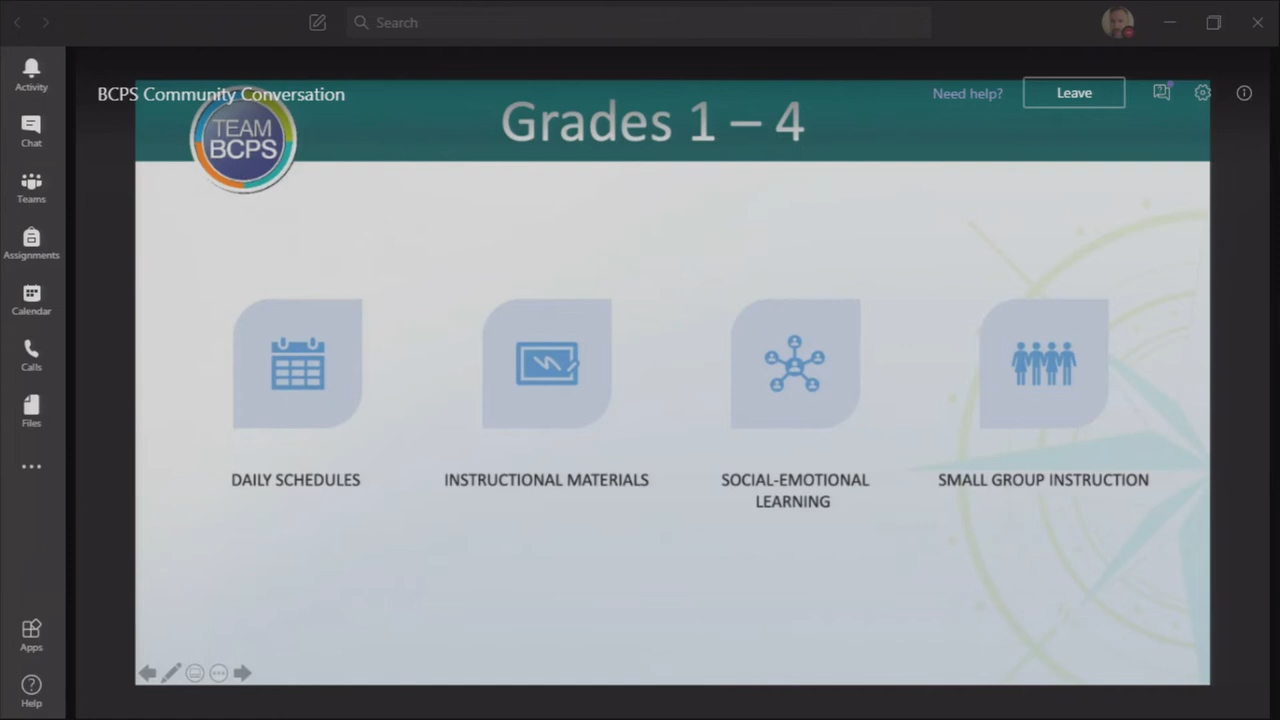 Search
Activity
Chat
Teams
Assignments
Calendar
Calls
Files
Apps
Help
BCPS Community Conversation
Need help?
Leave
TEAM
BCPS
Grades 1 – 4
DAILY SCHEDULES
INSTRUCTIONAL MATERIALS
SOCIAL-EMOTIONAL
LEARNING
SMALL GROUP INSTRUCTION